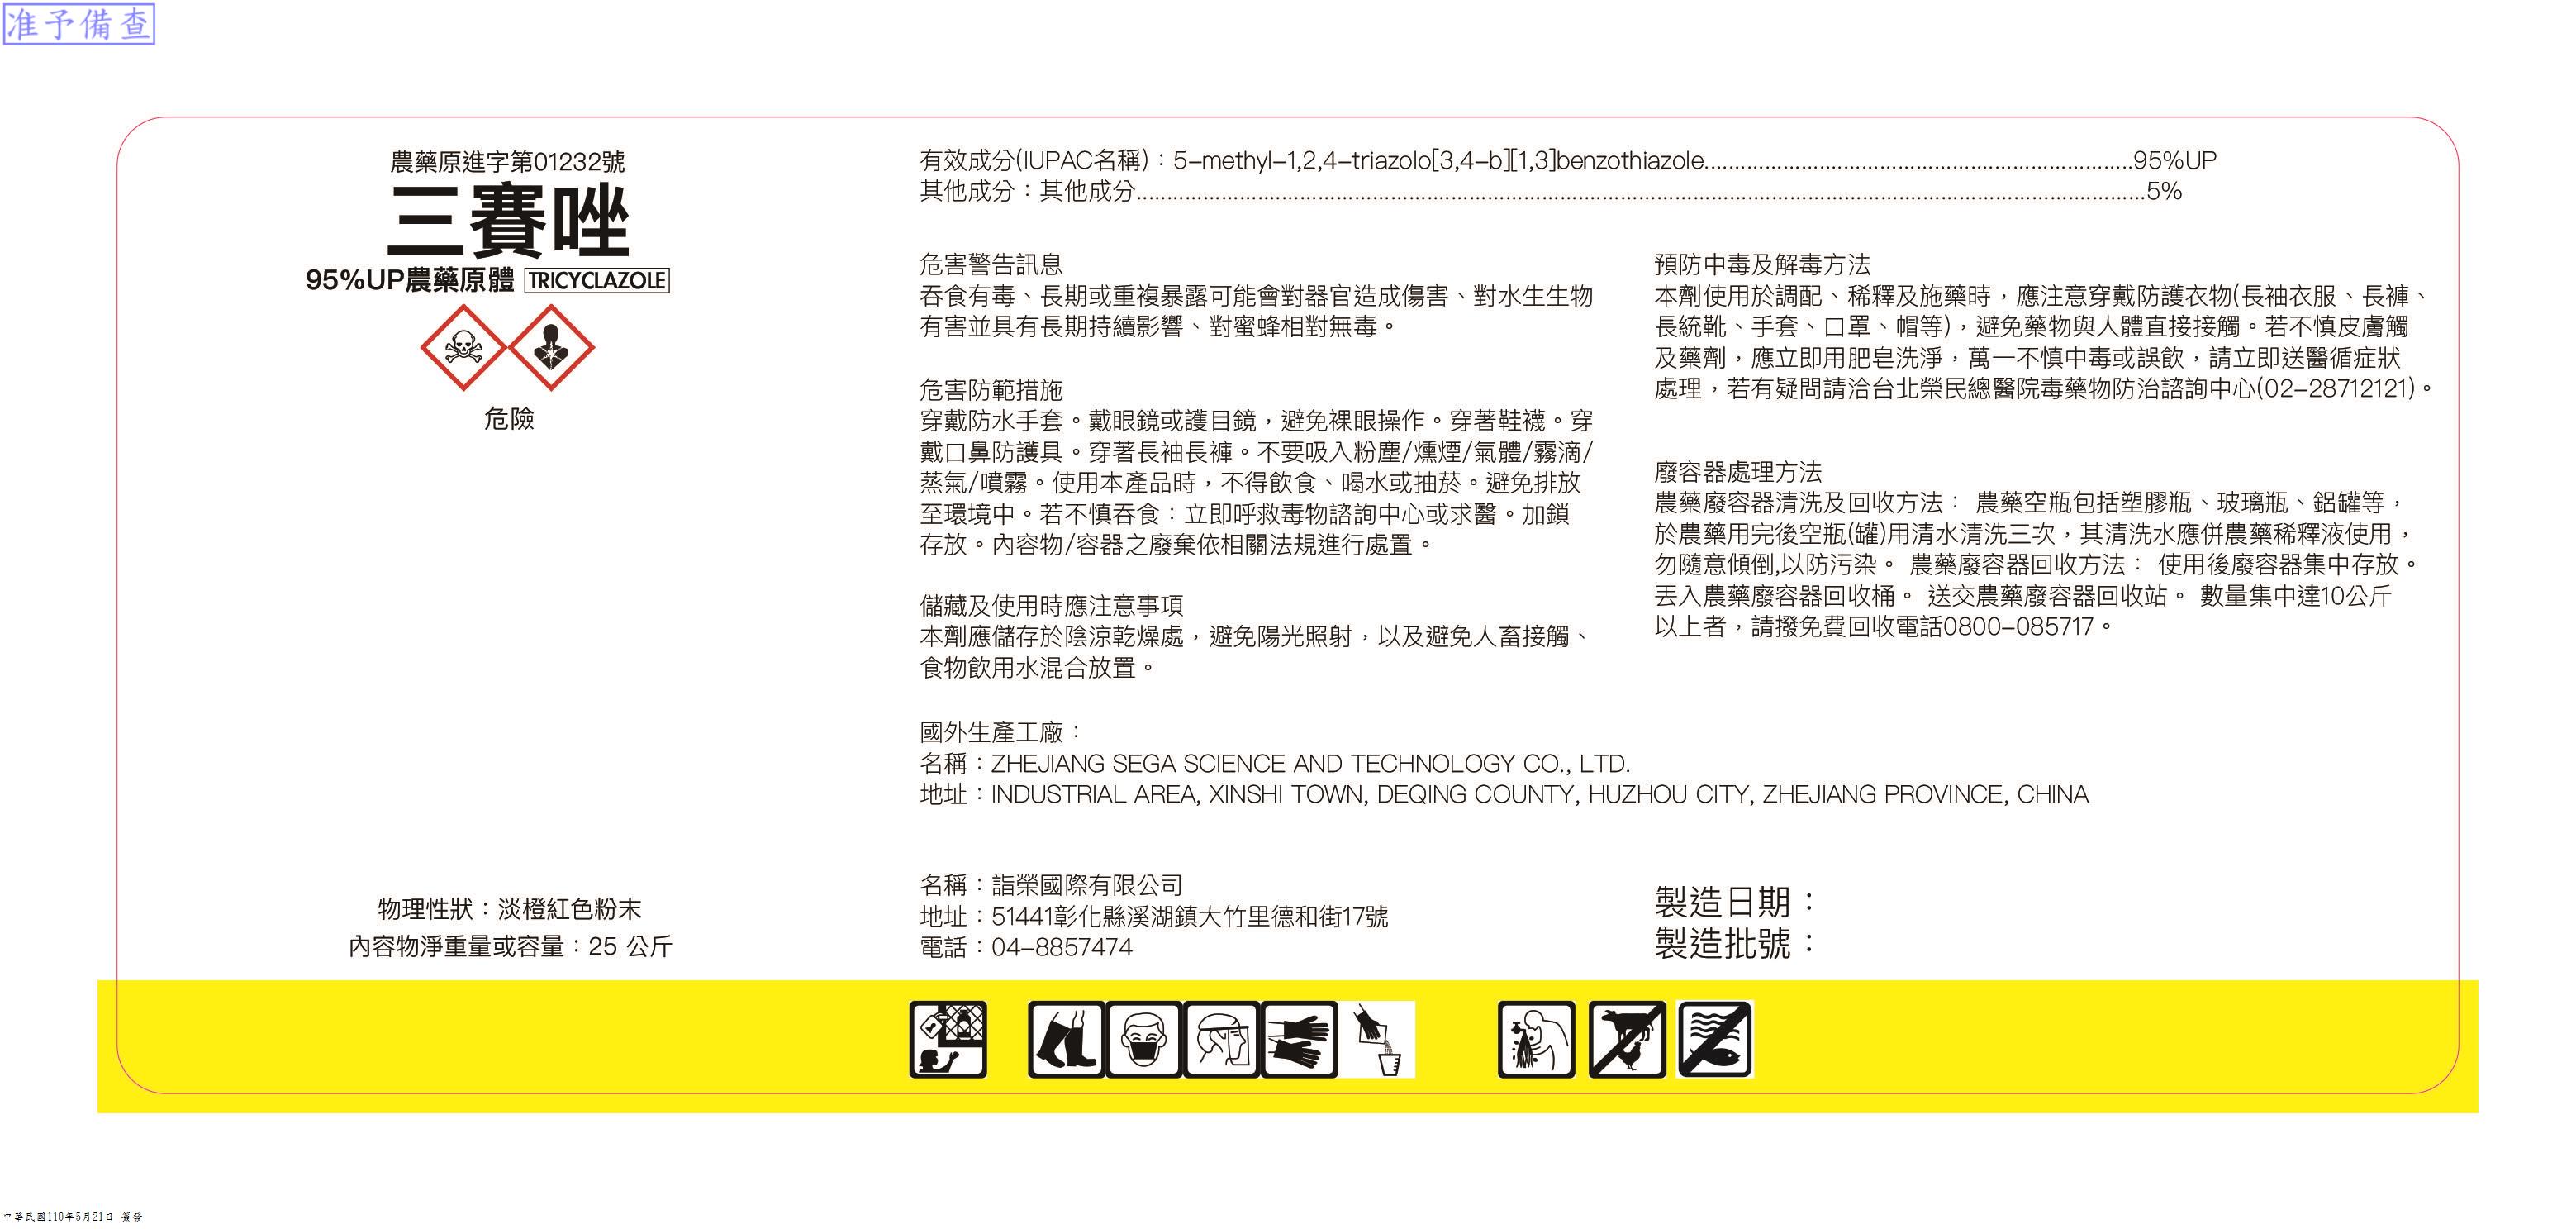 准予備查
農藥原進字第01232號
三賽唑
95%UP農藥原體 TRICYCLAZOLE
危險
物理性狀：淡橙紅色粉末
內容物淨重量或容量：25 公斤
有效成分(IUPAC名稱)：5-methyl-1,2,4-triazolo[3,4-b][1,3]benzothiazole........................................................................95%UP
其他成分：其他成分........................................................................5%
危害警告訊息
吞食有毒、長期或重複暴露可能會對器官造成傷害、對水生生物
有害並具有長期持續影響、對蜜蜂相對無毒。
危害防範措施
穿戴防水手套。戴眼鏡或護目鏡，避免裸眼操作。穿著鞋襪。穿
戴口鼻防護具。穿著長袖長褲。不要吸入粉塵/燻煙/氣體/霧滴/
蒸氣/噴霧。使用本產品時，不得飲食、喝水或抽菸。避免排放
至環境中。若不慎吞食：立即呼救毒物諮詢中心或求醫。加鎖
存放。內容物/容器之廢棄依相關法規進行處置。
儲藏及使用時應注意事項
本劑應儲存於陰涼乾燥處，避免陽光照射，以及避免人畜接觸、
食物飲用水混合放置。
預防中毒及解毒方法
本劑使用於調配、稀釋及施藥時，應注意穿戴防護衣物(長袖衣服、長褲、
長統靴、手套、口罩、帽等)，避免藥物與人體直接接觸。若不慎皮膚觸
及藥劑，應立即用肥皂洗淨，萬一不慎中毒或誤飲，請立即送醫循症狀
處理，若有疑問請洽台北榮民總醫院毒藥物防治諮詢中心(02-28712121)。
廢容器處理方法
農藥廢容器清洗及回收方法： 農藥空瓶包括塑膠瓶、玻璃瓶、鋁罐等，
於農藥用完後空瓶(罐)用清水清洗三次，其清洗水應併農藥稀釋液使用，
勿隨意傾倒,以防污染。 農藥廢容器回收方法： 使用後廢容器集中存放。
丟入農藥廢容器回收桶。 送交農藥廢容器回收站。 數量集中達10公斤
以上者，請撥免費回收電話0800-085717。
國外生產工廠：
名稱：ZHEJIANG SEGA SCIENCE AND TECHNOLOGY CO., LTD.
地址：INDUSTRIAL AREA, XINSHI TOWN, DEQING COUNTY, HUZHOU CITY, ZHEJIANG PROVINCE, CHINA
名稱：詣榮國際有限公司
地址：51441彰化縣溪湖鎮大竹里德和街17號
電話：04-8857474
製造日期：
製造批號：
中華民國110年5月21日 簽發